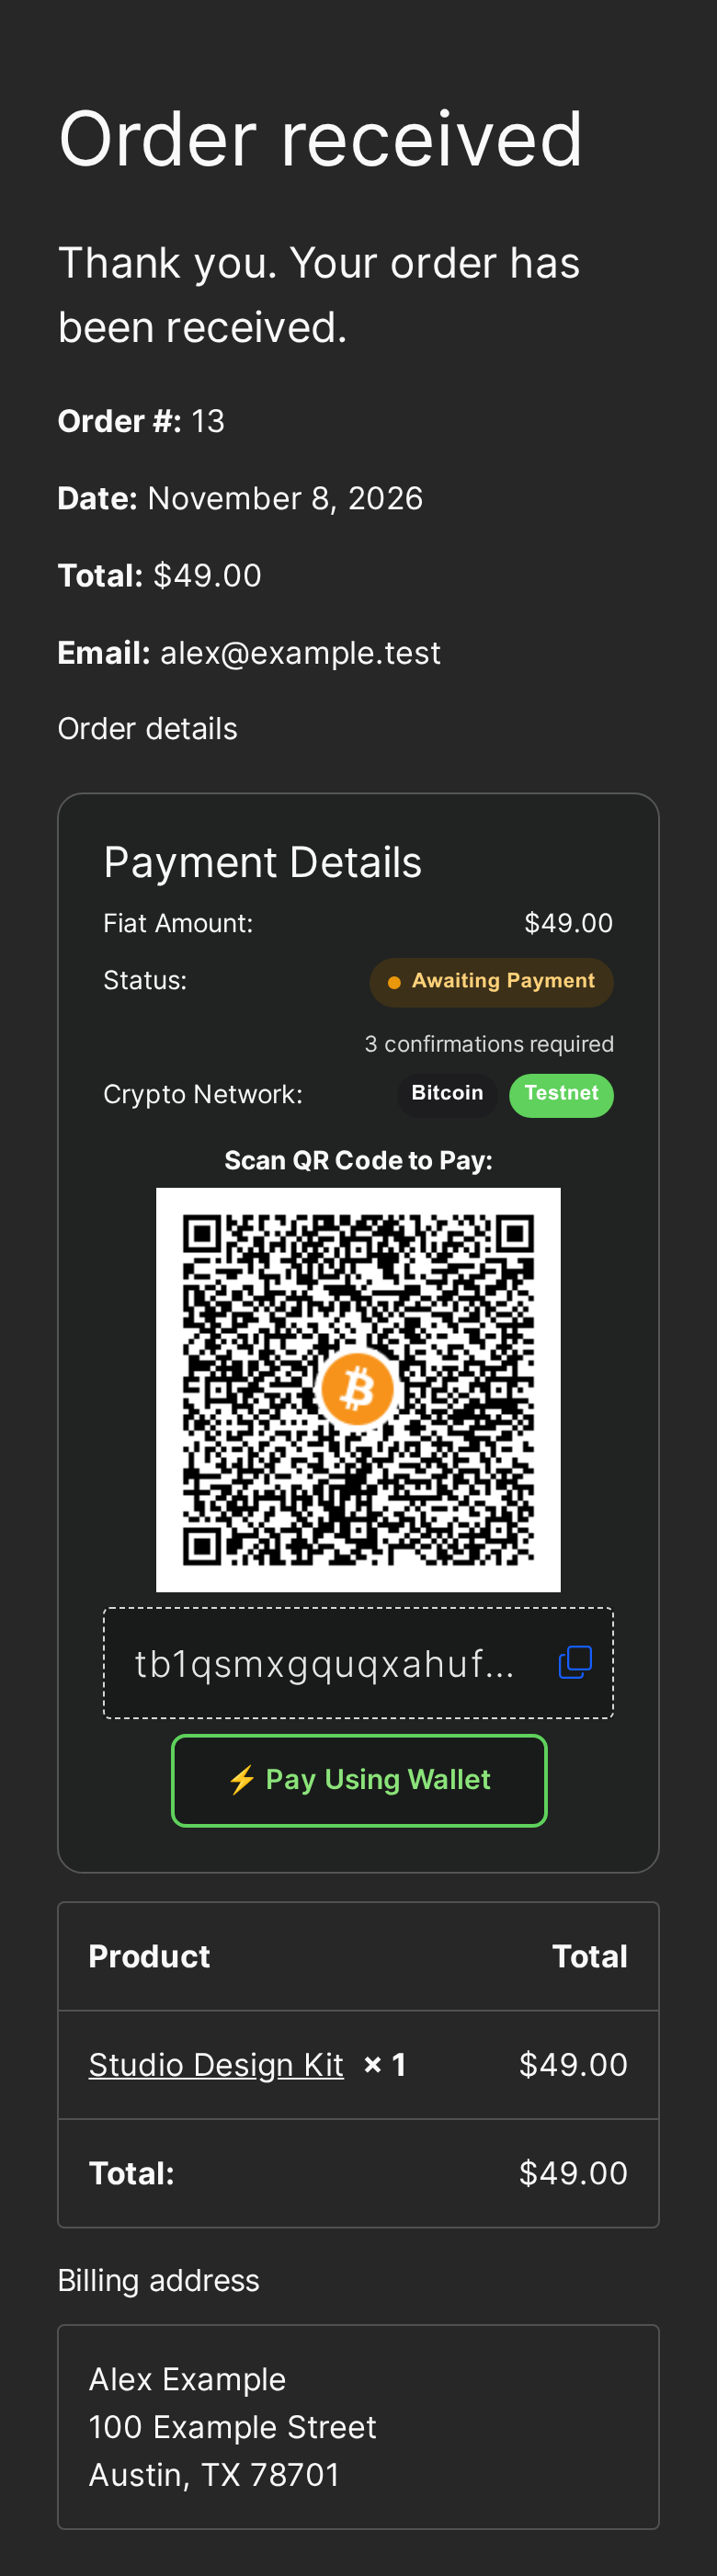 Order received
Thank you. Your order has
been received.
Order #: 13
Date: November 8, 2026
Total: $49.00
Email: alex@example.test
Order details
Payment Details
Fiat Amount: $49.00
Status: Awaiting Payment
3 confirmations required
Crypto Network: Bitcoin Testnet
Scan QR Code to Pay:
tb1qsmxgquqxahuf...
⚡ Pay Using Wallet
Product Total
Studio Design Kit × 1 $49.00
Total: $49.00
Billing address
Alex Example
100 Example Street
Austin, TX 78701